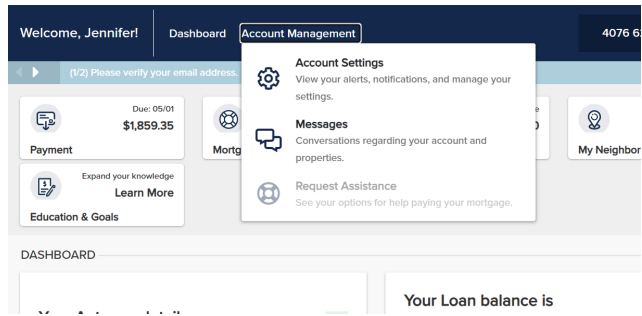 Welcome, Jennifer!
Dashboard
Account Management
4076 6
(1/2) Please verify your email address.
Account Settings
View your alerts, notifications, and manage your
settings.
Messages
Conversations regarding your account and
properties.
Request Assistance
See your options for help paying your mortgage.
Due: 05/01
$1,859.35
Payment
Mortg
My Neighbor
Expand your knowledge
Learn More
Education & Goals
DASHBOARD
Your Loan balance is